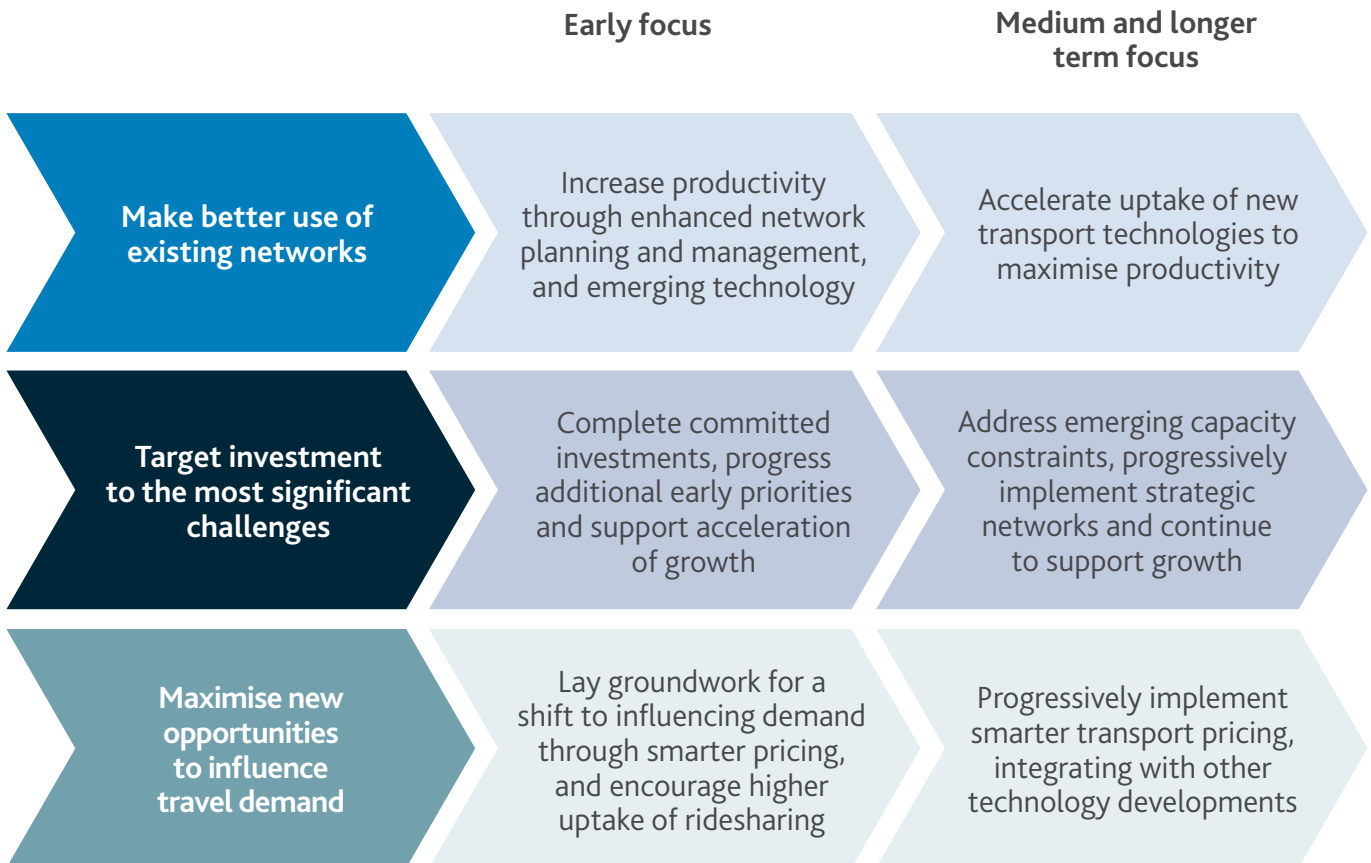 Early focus
Medium and longer
term focus
Make better use of
existing networks
Increase productivity
through enhanced network
planning and management,
and emerging technology
Accelerate uptake of new
transport technologies to
maximise productivity
Target investment
to the most significant
challenges
Complete committed
investments, progress
additional early priorities
and support acceleration
of growth
Address emerging capacity
constraints, progressively
implement strategic
networks and continue
to support growth
Maximise new
opportunities
to influence
travel demand
Lay groundwork for a
shift to influencing demand
through smarter pricing,
and encourage higher
uptake of ridesharing
Progressively implement
smarter transport pricing,
integrating with other
technology developments